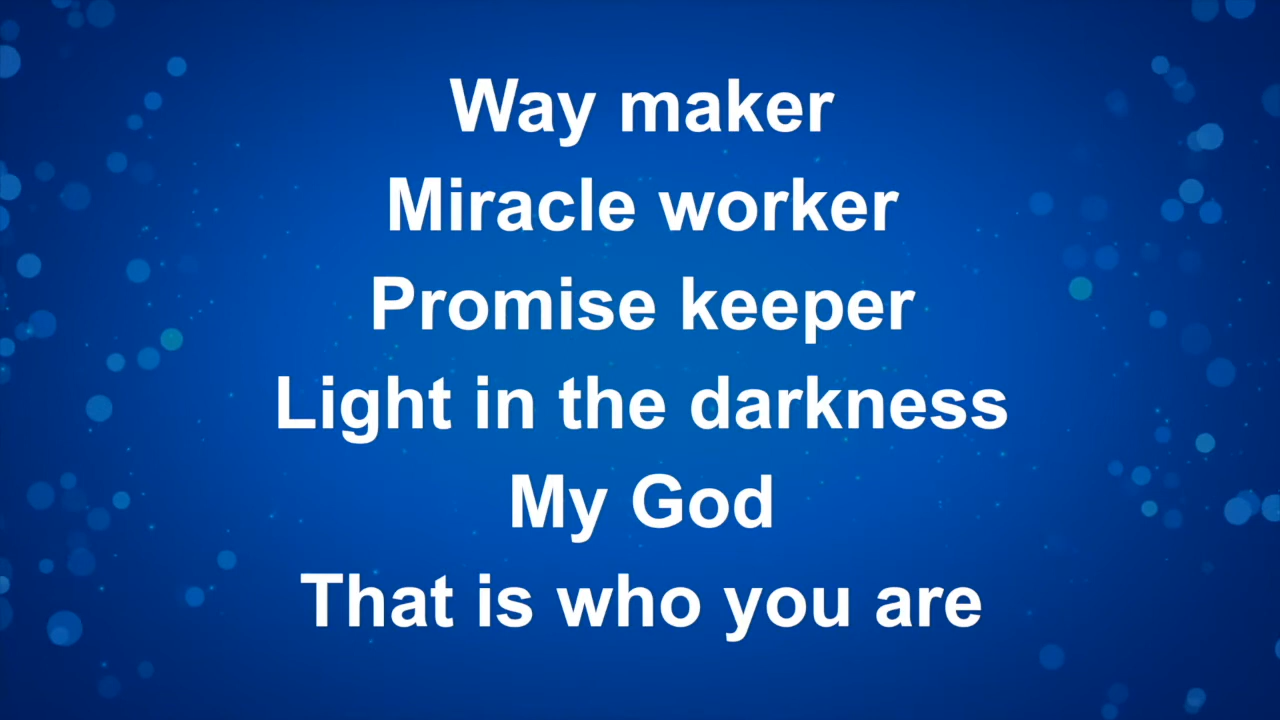 Way maker
Miracle worker
Promise keeper
Light in the darkness
My God
That is who you are